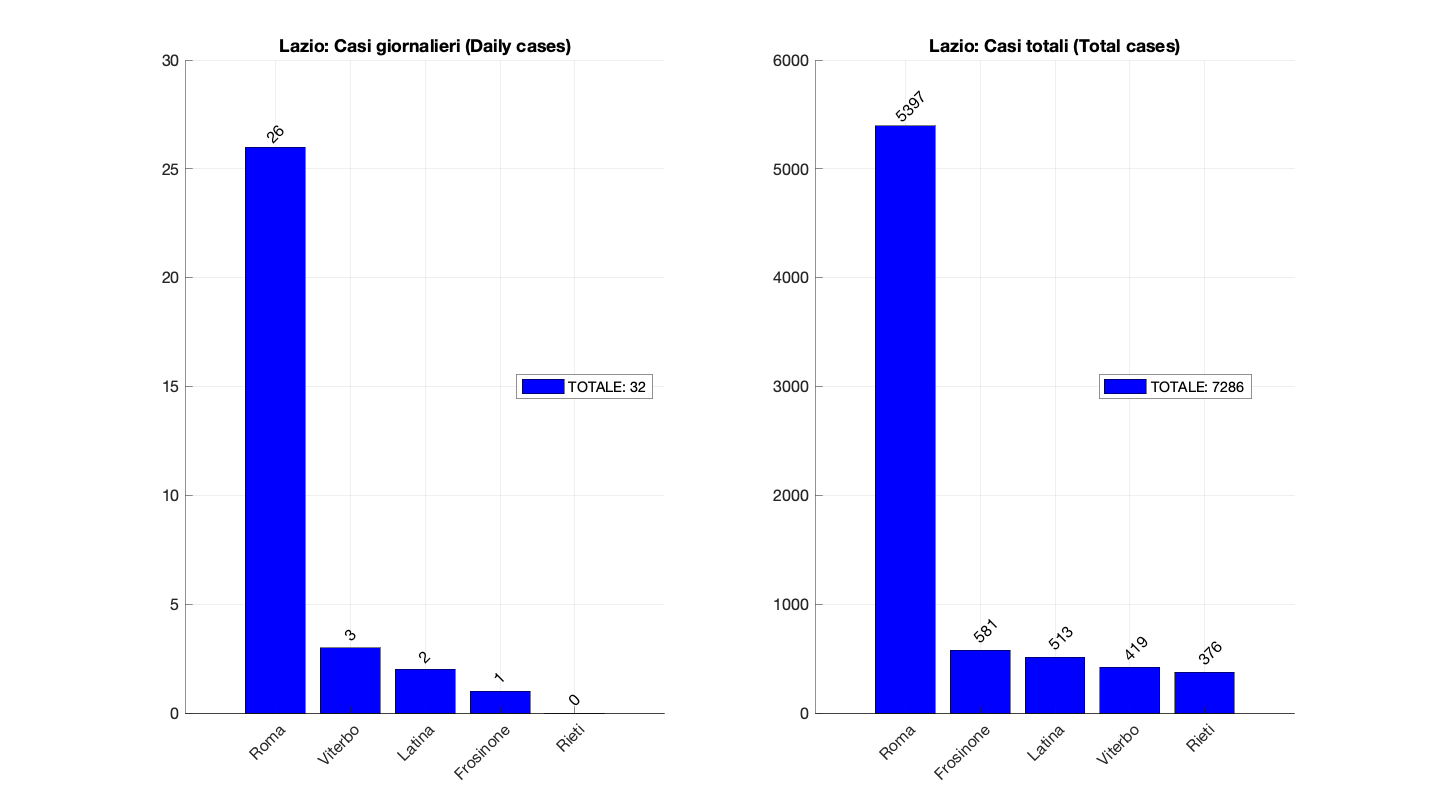 Lazio: Casi giornalieri (Daily cases)
30
25
20
15
10
5
0
26
3
2
1
0
TOTALE: 32
Roma
Viterbo
Latina
Frosinone
Rieti
Lazio: Casi totali (Total cases)
6000
5000
4000
3000
2000
1000
0
5397
581
513
419
376
TOTALE: 7286
Roma
Frosinone
Latina
Viterbo
Rieti